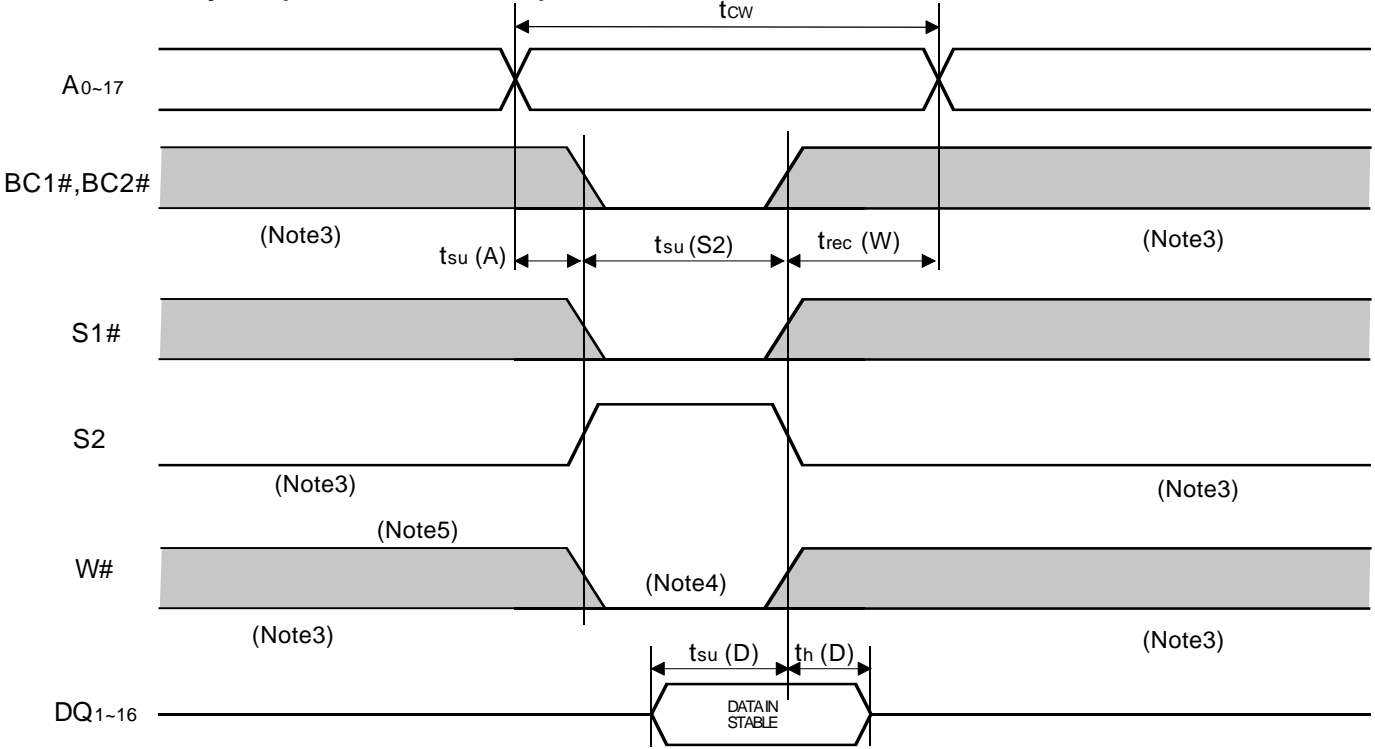 tCW
A0~17
BC1#,BC2#
(Note3)
(Note3)
tsu (A)
tsu (S2)
trec (W)
S1#
S2
(Note3)
(Note3)
(Note5)
W#
(Note4)
(Note3)
(Note3)
tsu (D)
th (D)
DQ1~16
DATA IN
STABLE